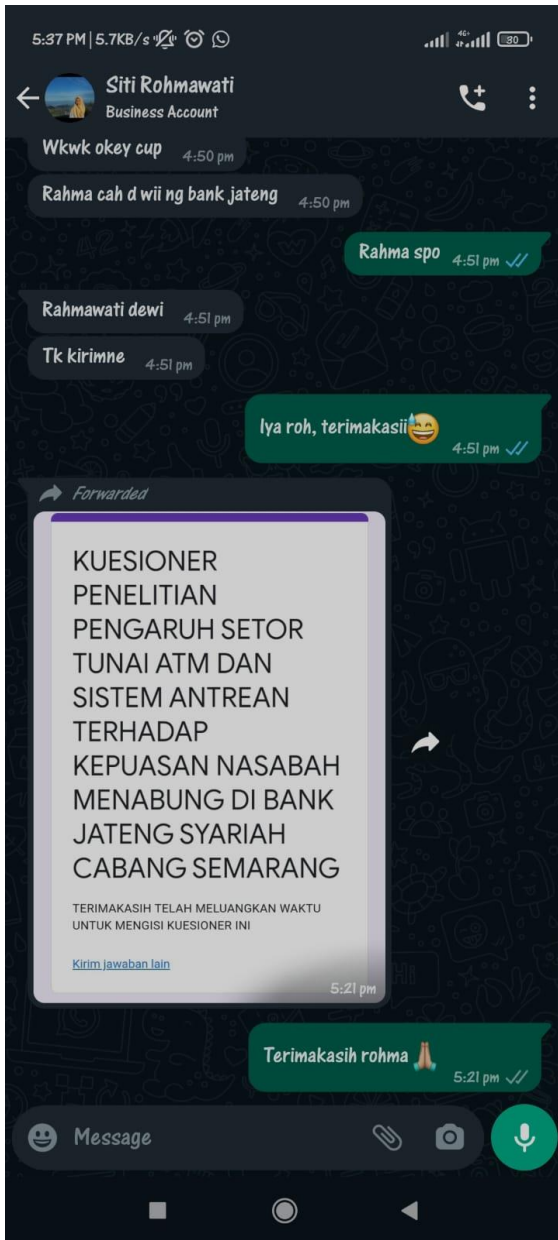 5:37 PM | 5.7KB/s
4G+
30
Siti Rohmawati
Business Account
Wkwk okey cup 4:50 pm
Rahma cah d wii ng bank jateng 4:50 pm
Rahma spo 4:51 pm
Rahmawati dewi 4:51 pm
Tk kirimne 4:51 pm
Iya roh, terimakasii😅
4:51 pm
Forwarded
KUESIONER
PENELITIAN
PENGARUH SETOR
TUNAI ATM DAN
SISTEM ANTREAN
TERHADAP
KEPUASAN NASABAH
MENABUNG DI BANK
JATENG SYARIAH
CABANG SEMARANG
TERIMAKASIH TELAH MELUANGKAN WAKTU
UNTUK MENGISI KUESIONER INI
Kirim jawaban lain
5:21 pm
Terimakasih rohma 🙏🏽
5:21 pm
Message